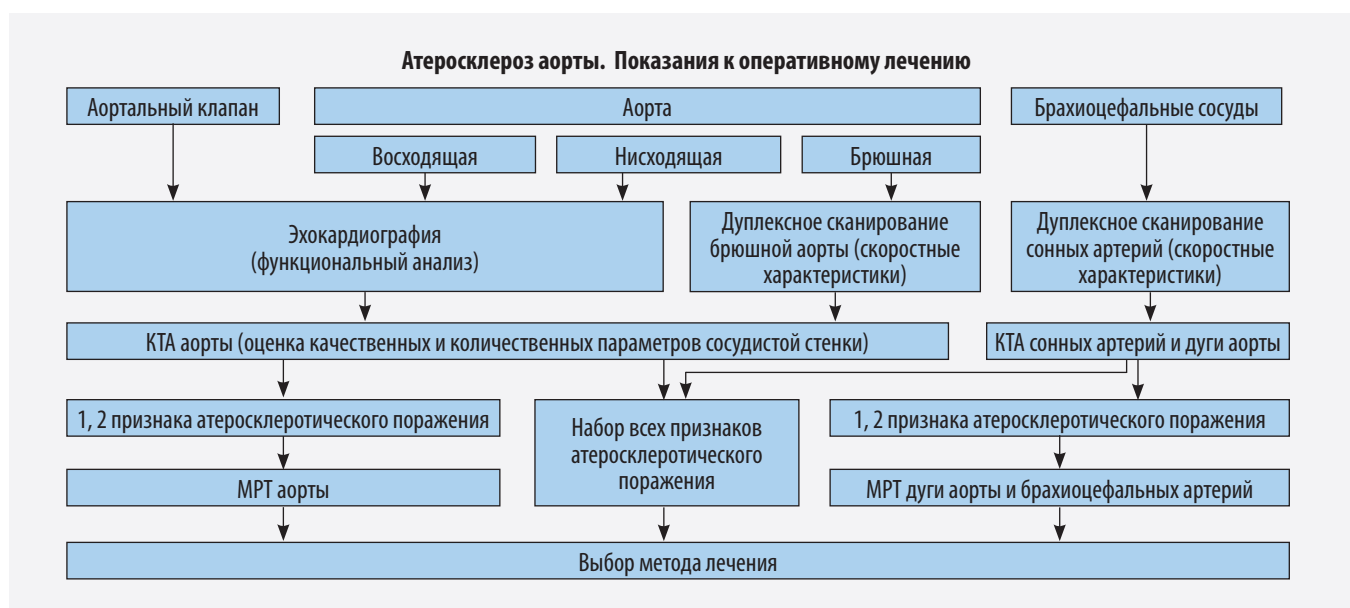 Атеросклероз аорты. Показания к оперативному лечению
Аортальный клапан
Аорта
Брахиоцефальные сосуды
Восходящая
Нисходящая
Брюшная
Эхокардиография
(функциональный анализ)
Дуплексное сканирование
брюшной аорты (скоростные
характеристики)
Дуплексное сканирование
сонных артерий (скоростные
характеристики)
КТА аорты (оценка качественных и количественных параметров сосудистой стенки)
КТА сонных артерий и дуги аорты
1, 2 признака атеросклеротического поражения
Набор всех признаков
атеросклеротического
поражения
1, 2 признака атеросклеротического поражения
МРТ аорты
МРТ дуги аорты и брахиоцефальных артерий
Выбор метода лечения